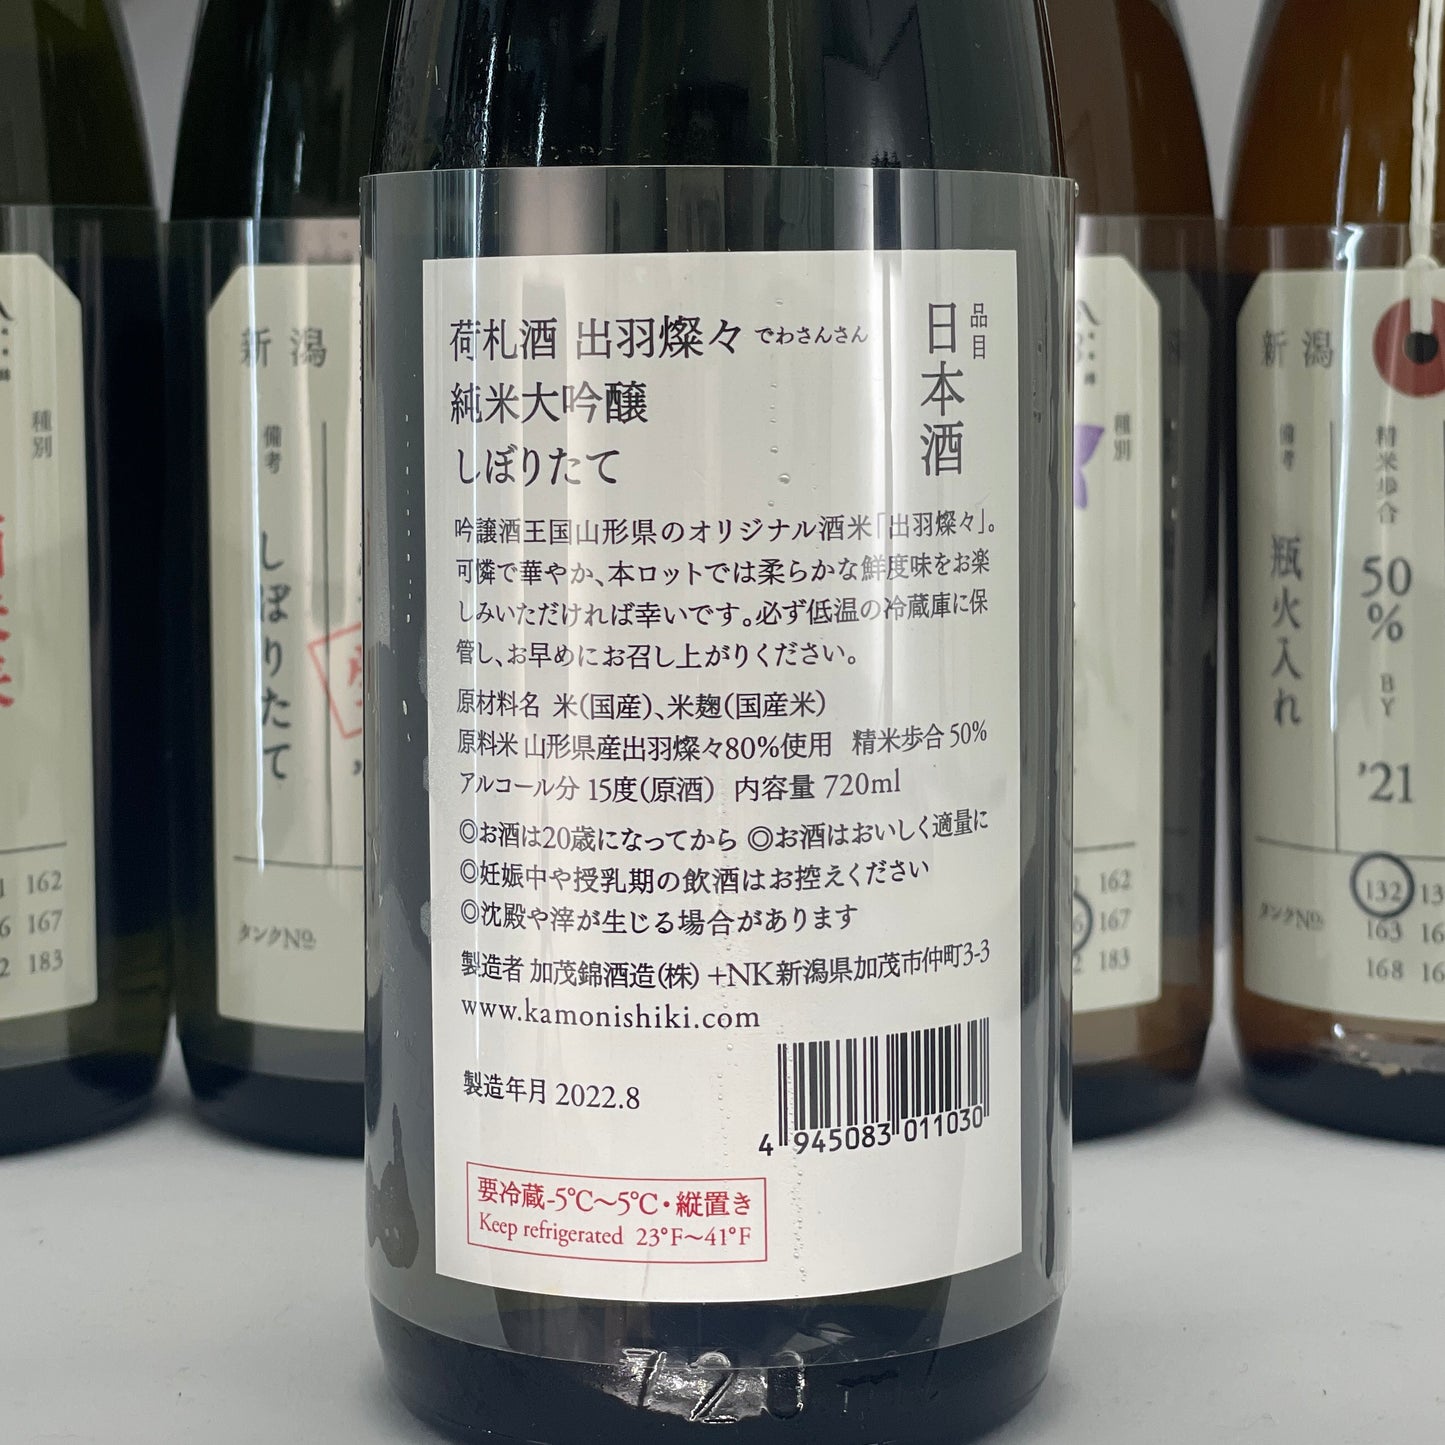 荷札酒 出羽燦々 でわさんさん
純米大吟醸
しぼりたて
品目
日本酒
吟譲酒王国山形県のオリジナル酒米「出羽燦々」。
可憐で華やか、本ロットでは柔らかな鮮度味をお楽
しみいただければ幸いです。必ず低温の冷蔵庫に保
管し、お早めにお召し上がりください。
原材料名 米(国産)、米麹(国産米)
原料米 山形県産出羽燦々80%使用 精米歩合 50%
アルコール分 15度(原酒) 内容量 720ml
◎お酒は20歳になってから ◎お酒はおいしく適量に
◎妊娠中や授乳期の飲酒はお控えください
◎沈殿や滓が生じる場合があります
製造者 加茂錦酒造(株) +NK 新潟県加茂市仲町3-3
www.kamonishiki.com
製造年月 2022.8
4 945083 011030
要冷蔵-5℃〜5℃・縦置き
Keep refrigerated 23°F〜41°F
720
種別
162
167
183
新潟
備考
しぼりたて
タンクNo.
種別
162
167
183
新潟
備考
瓶火入れ
精米歩合
50%
BY
'21
タンクNo.
132
163
168